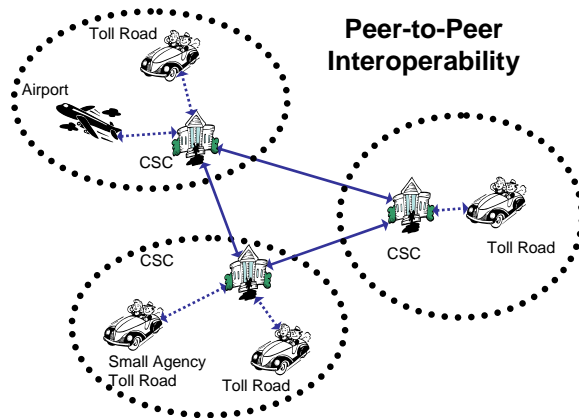 Peer-to-Peer
Interoperability
Toll Road
Airport
CSC
CSC
Toll Road
CSC
Small Agency
Toll Road
Toll Road